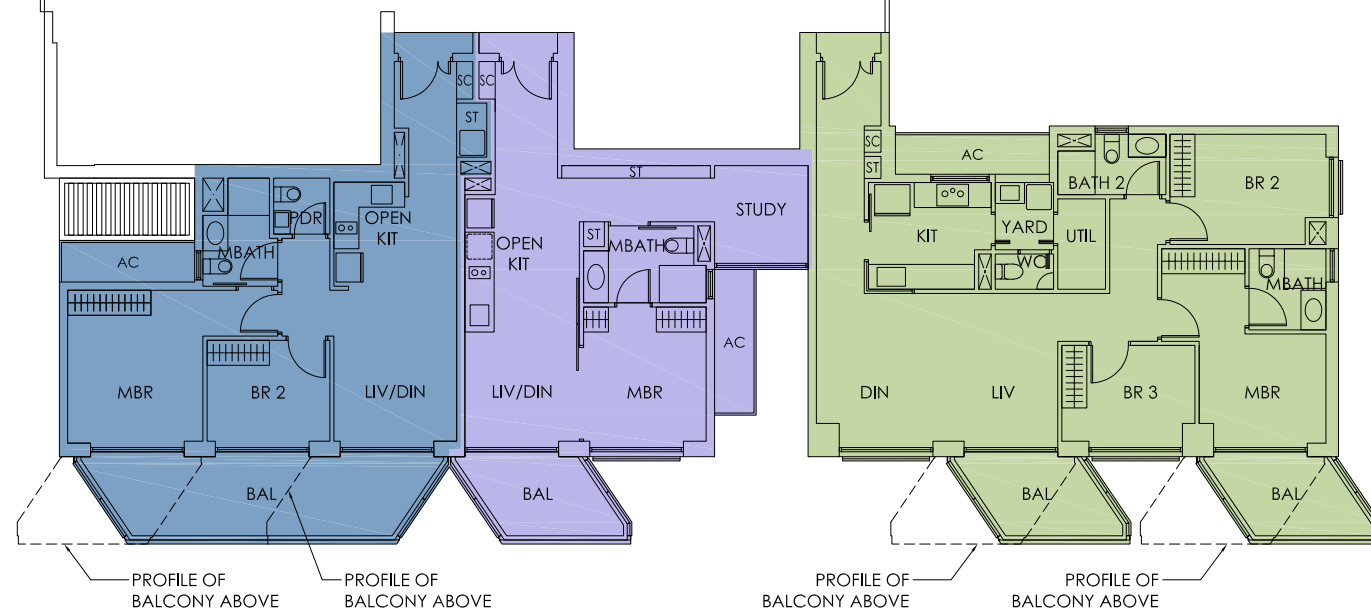 SC
SC
ST
PDR
OPEN
KIT
MBATH
AC
MBR
BR 2
LIV/DIN
BAL
ST
STUDY
OPEN
KIT
ST
MBATH
AC
LIV/DIN
MBR
BAL
SC
ST
AC
BATH 2
BR 2
KIT
YARD
UTIL
WC
MBATH
DIN
LIV
BR 3
MBR
BAL
BAL
PROFILE OF
BALCONY ABOVE
PROFILE OF
BALCONY ABOVE
PROFILE OF
BALCONY ABOVE
PROFILE OF
BALCONY ABOVE